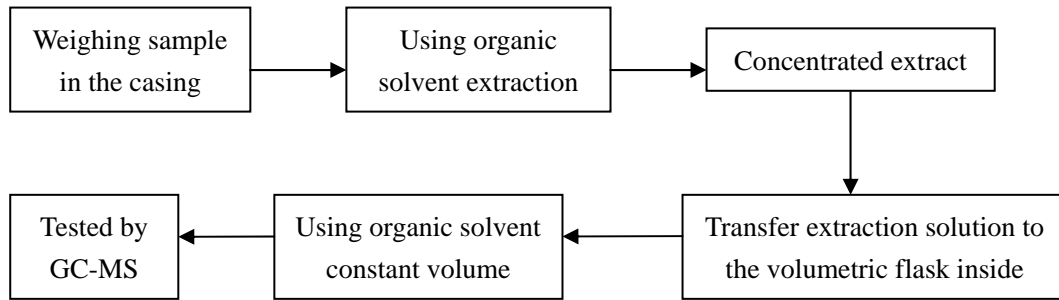 Weighing sample
in the casing
Using organic
solvent extraction
Concentrated extract
Transfer extraction solution to
the volumetric flask inside
Using organic solvent
constant volume
Tested by
GC-MS